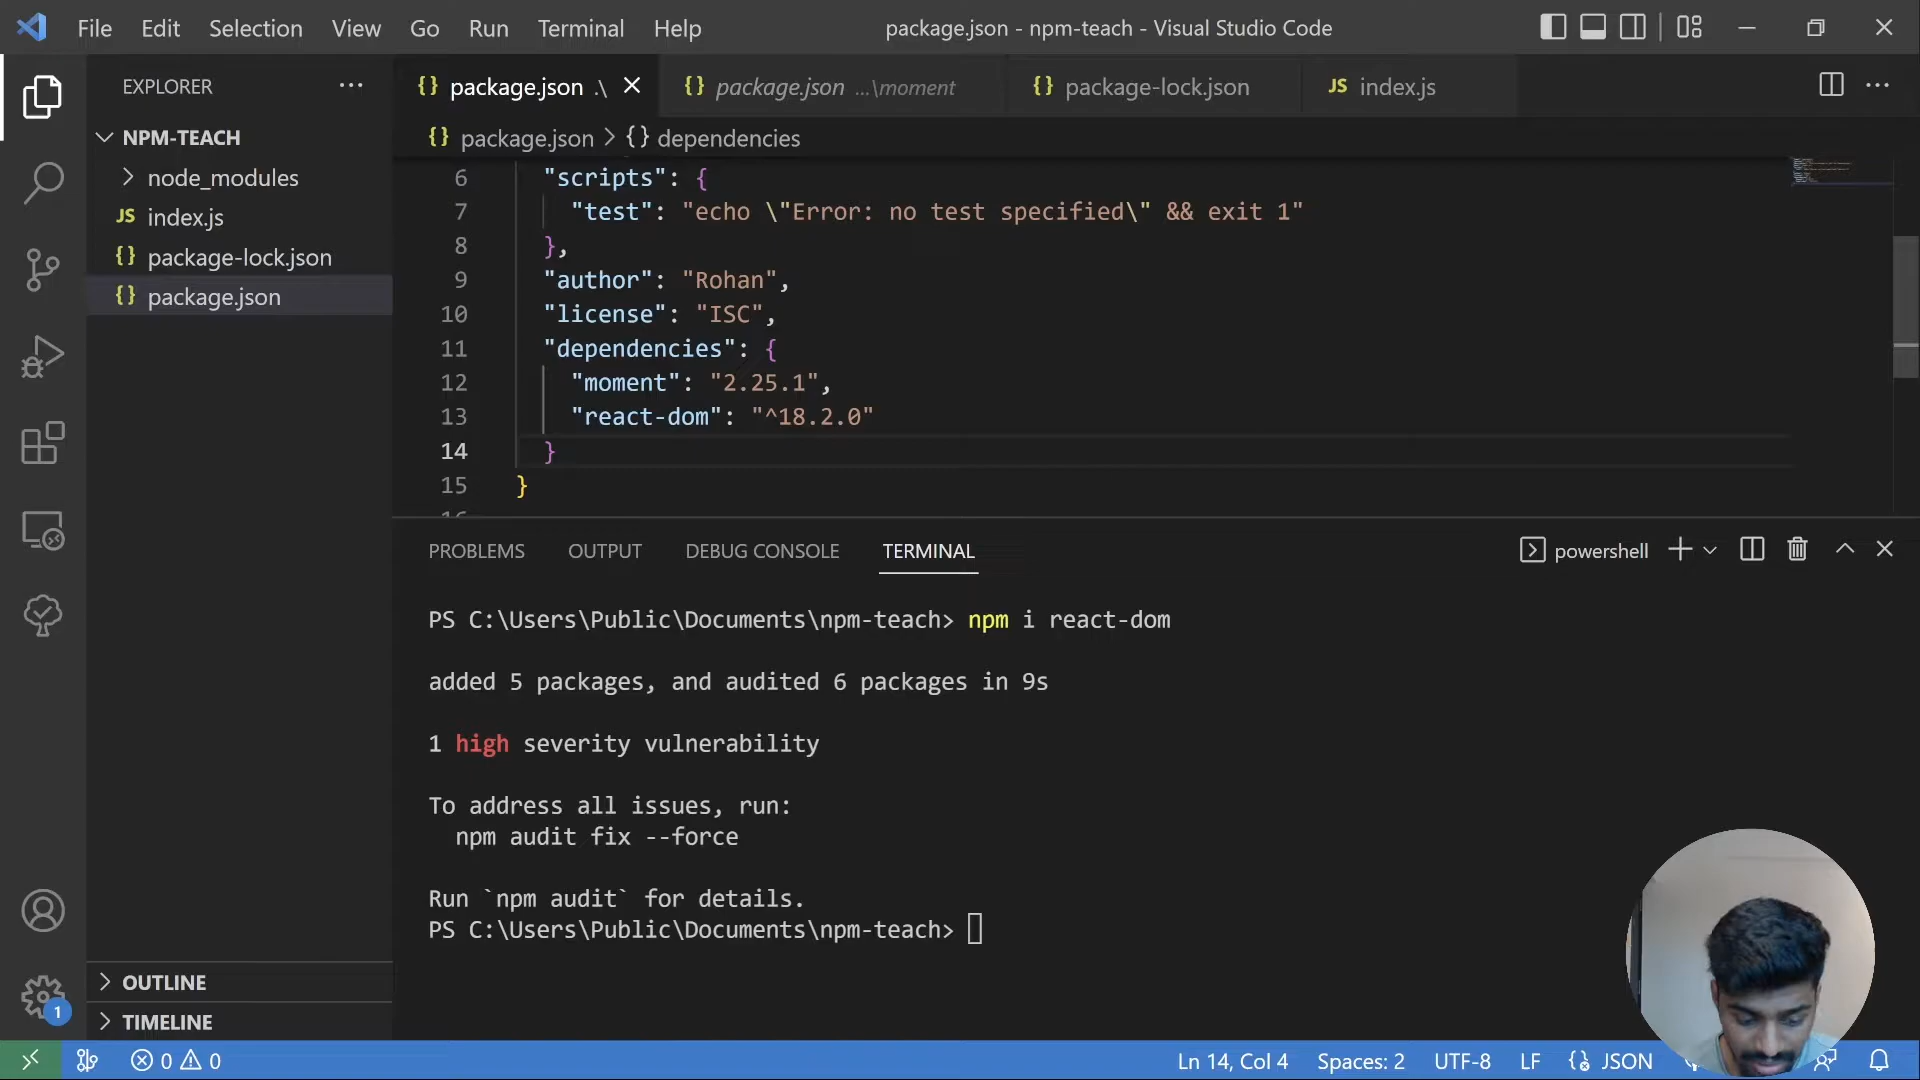 File Edit Selection View Go Run Terminal Help
package.json - npm-teach - Visual Studio Code
EXPLORER
NPM-TEACH
node_modules
JS index.js
{} package-lock.json
{} package.json
OUTLINE
TIMELINE
{} package.json .\
{} package.json ...\moment
{} package-lock.json
JS index.js
{} package.json > {} dependencies
6 "scripts": {
7 "test": "echo \"Error: no test specified\" && exit 1"
8 },
9 "author": "Rohan",
10 "license": "ISC",
11 "dependencies": {
12 "moment": "2.25.1",
13 "react-dom": "^18.2.0"
14 }
15 }
PROBLEMS OUTPUT DEBUG CONSOLE TERMINAL
powershell
PS C:\Users\Public\Documents\npm-teach> npm i react-dom
added 5 packages, and audited 6 packages in 9s
1 high severity vulnerability
To address all issues, run:
npm audit fix --force
Run `npm audit` for details.
PS C:\Users\Public\Documents\npm-teach>
1
0 0
Ln 14, Col 4 Spaces: 2 UTF-8 LF {} JSON